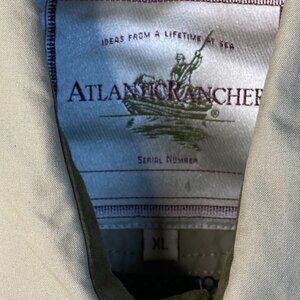 IDEAS FROM A LIFETIME AT SEA
ATLANTIC RANCHER
®
SERIAL NUMBER
XL